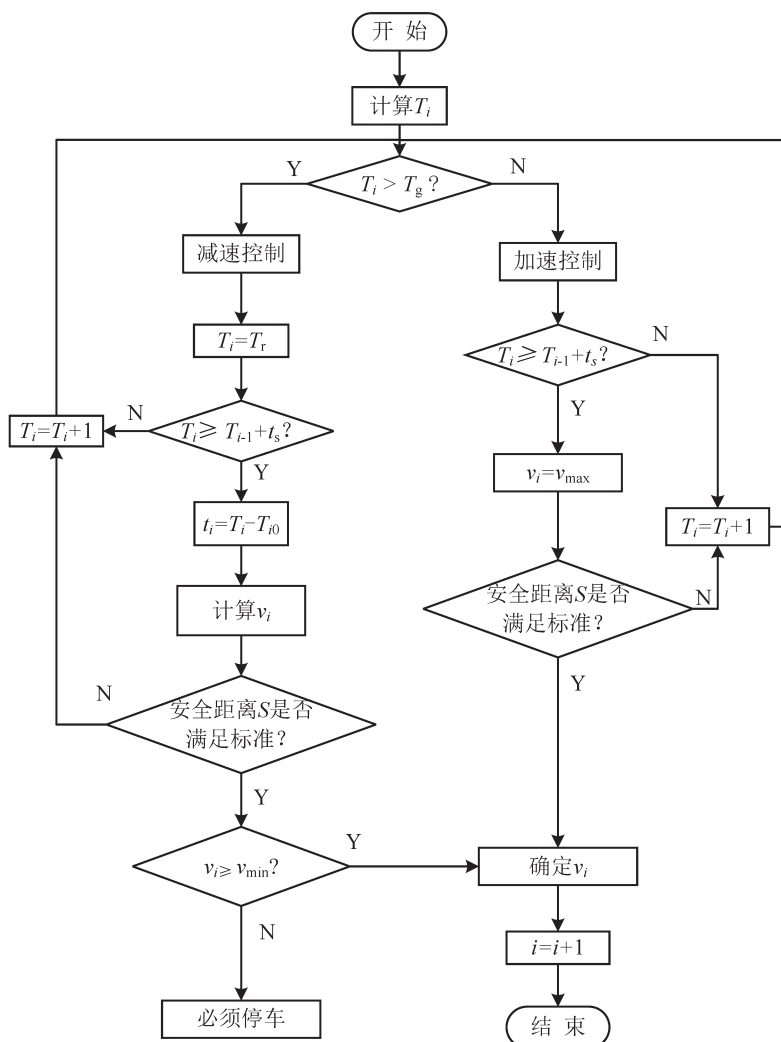 开 始
计算Tᵢ
Tᵢ > T_g ?
Y
N
减速控制
加速控制
Tᵢ=Tᵣ
Tᵢ ≥ Tᵢ₋₁+tₛ?
N
Y
Tᵢ ≥ Tᵢ₋₁+tₛ?
N
Y
Tᵢ=Tᵢ+1
tᵢ=Tᵢ−Tᵢ₀
vᵢ=v_max
Tᵢ=Tᵢ+1
计算vᵢ
安全距离S是否
满足标准?
N
Y
安全距离S是否
满足标准?
N
Y
vᵢ≥ v_min?
Y
N
确定vᵢ
i=i+1
必须停车
结 束